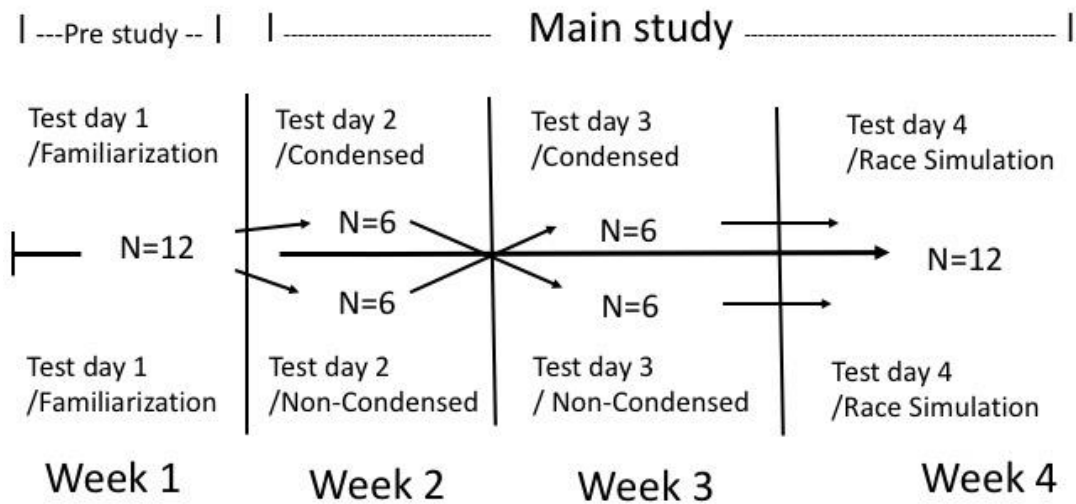 ---Pre study --
Main study
Test day 1
/Familiarization
Test day 2
/Condensed
Test day 3
/Condensed
Test day 4
/Race Simulation
N=12
N=6
N=6
N=6
N=6
N=12
Test day 1
/Familiarization
Test day 2
/Non-Condensed
Test day 3
/ Non-Condensed
Test day 4
/Race Simulation
Week 1
Week 2
Week 3
Week 4